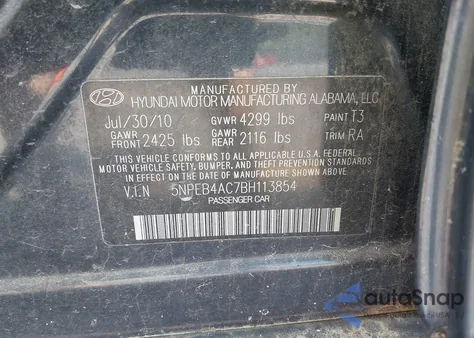 MANUFACTURED BY
HYUNDAI MOTOR MANUFACTURING ALABAMA, LLC
Jul/30/10 GVWR 4299 lbs PAINT T3
GAWR FRONT 2425 lbs GAWR REAR 2116 lbs TRIM RA
THIS VEHICLE CONFORMS TO ALL APPLICABLE U.S.A. FEDERAL
MOTOR VEHICLE SAFETY, BUMPER, AND THEFT PREVENTION
STANDARDS IN EFFECT ON THE DATE OF MANUFACTURE SHOWN ABOVE.
V.I.N 5NPEB4AC7BH113854
PASSENGER CAR
autoSnap